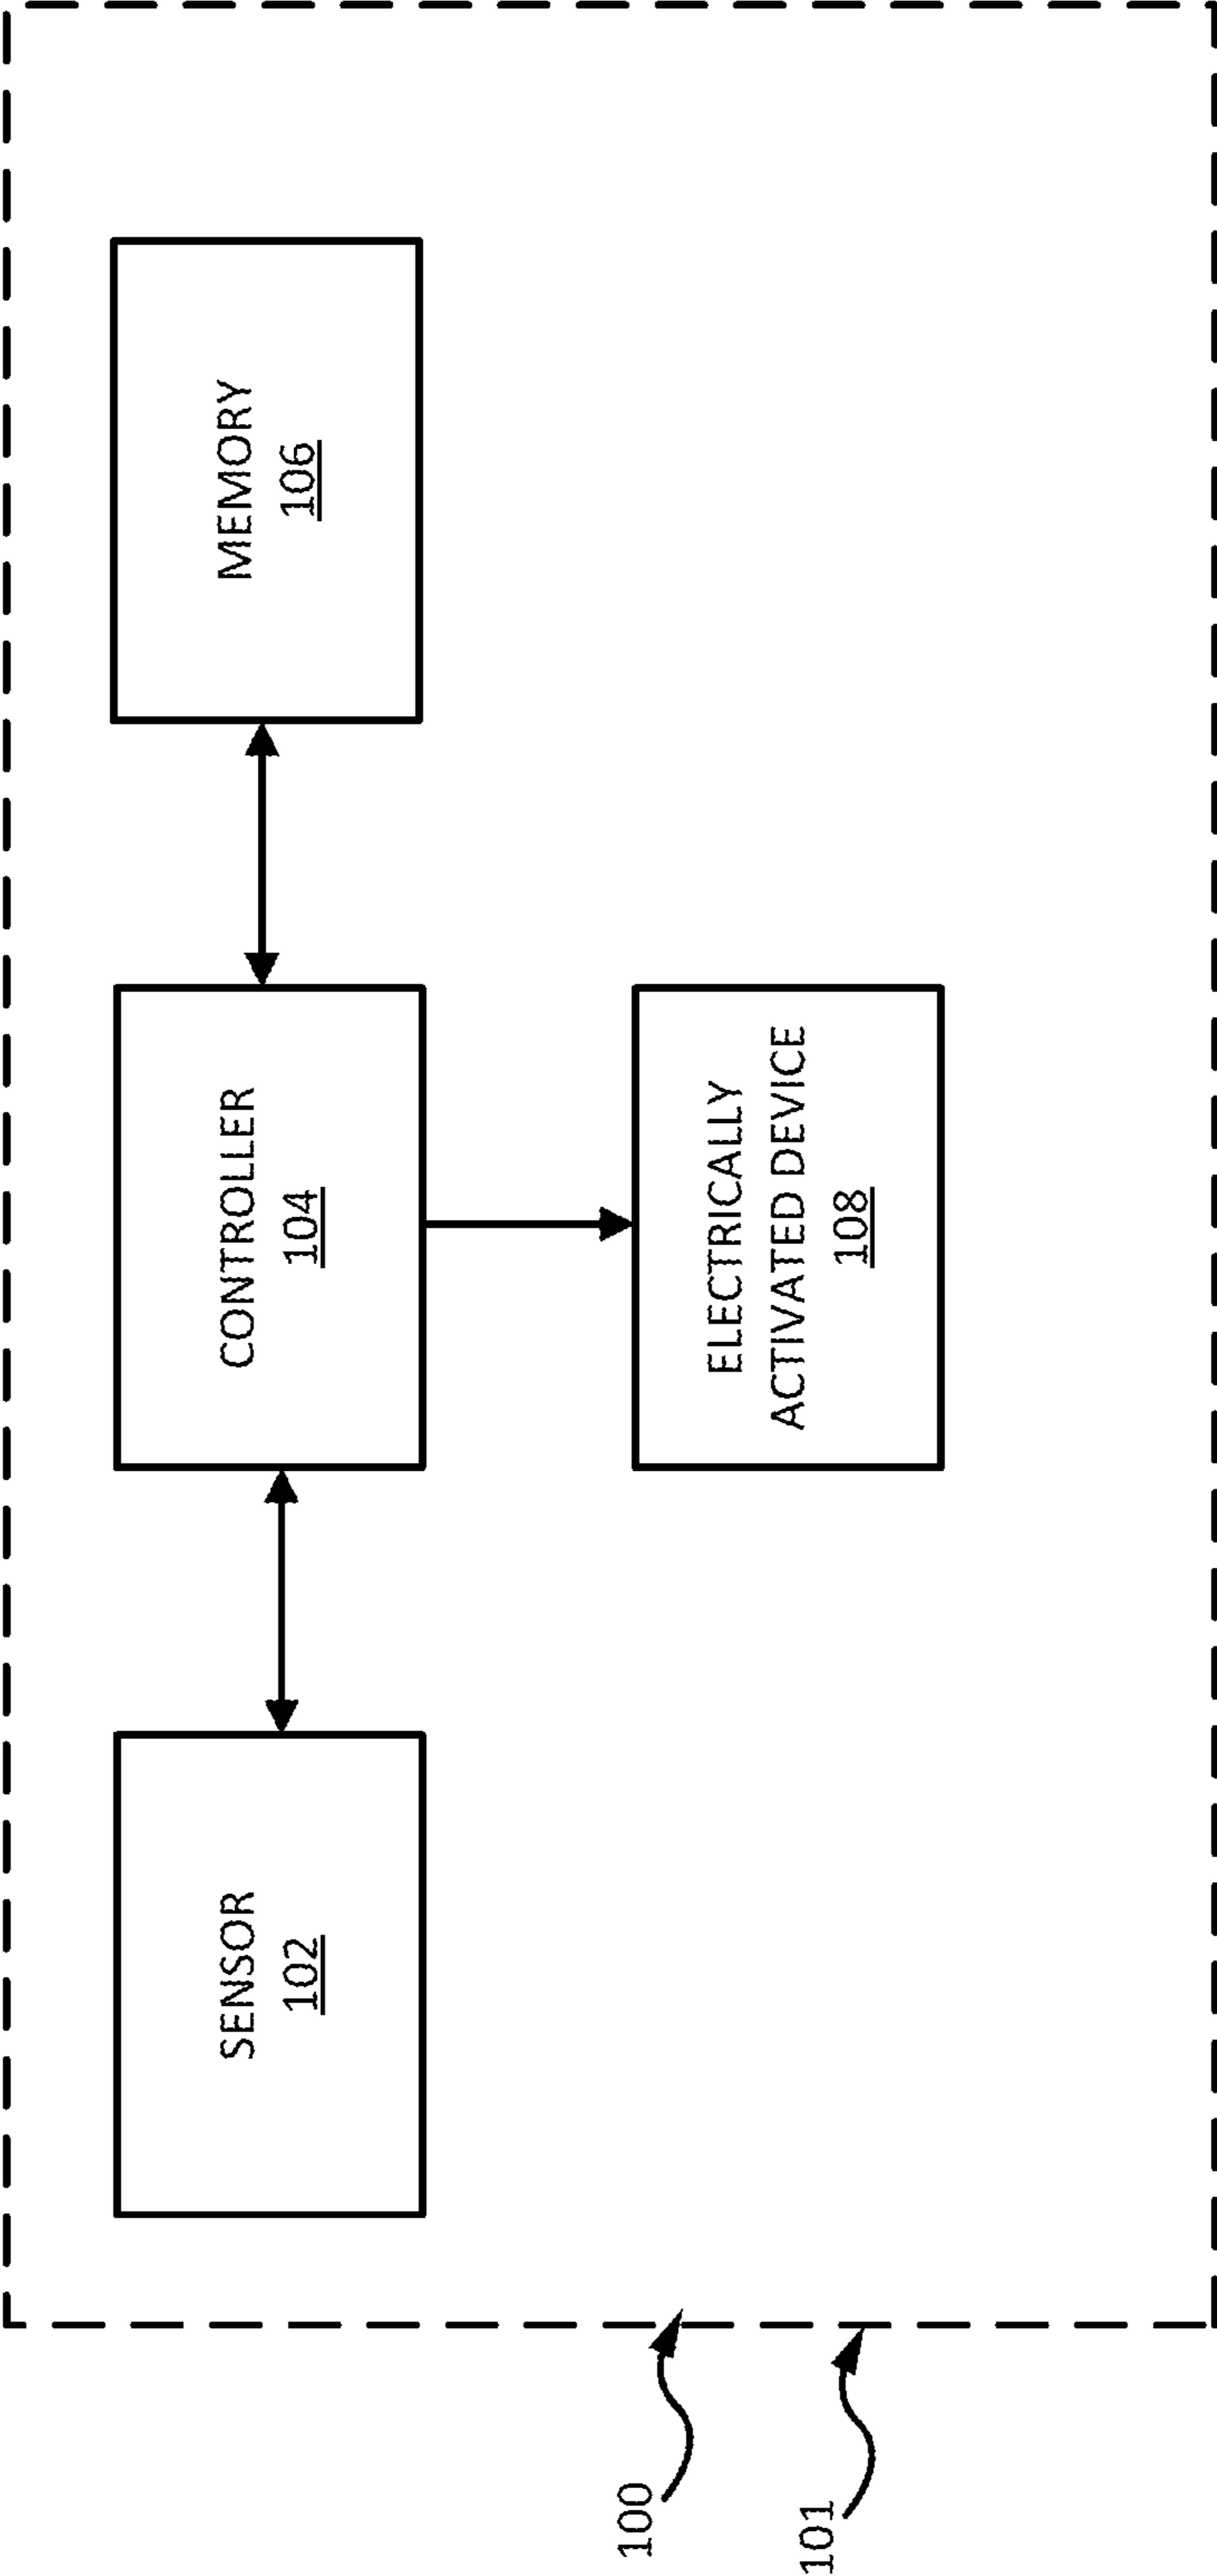 SENSOR
102
CONTROLLER
104
MEMORY
106
ELECTRICALLY
ACTIVATED DEVICE
108
100
101